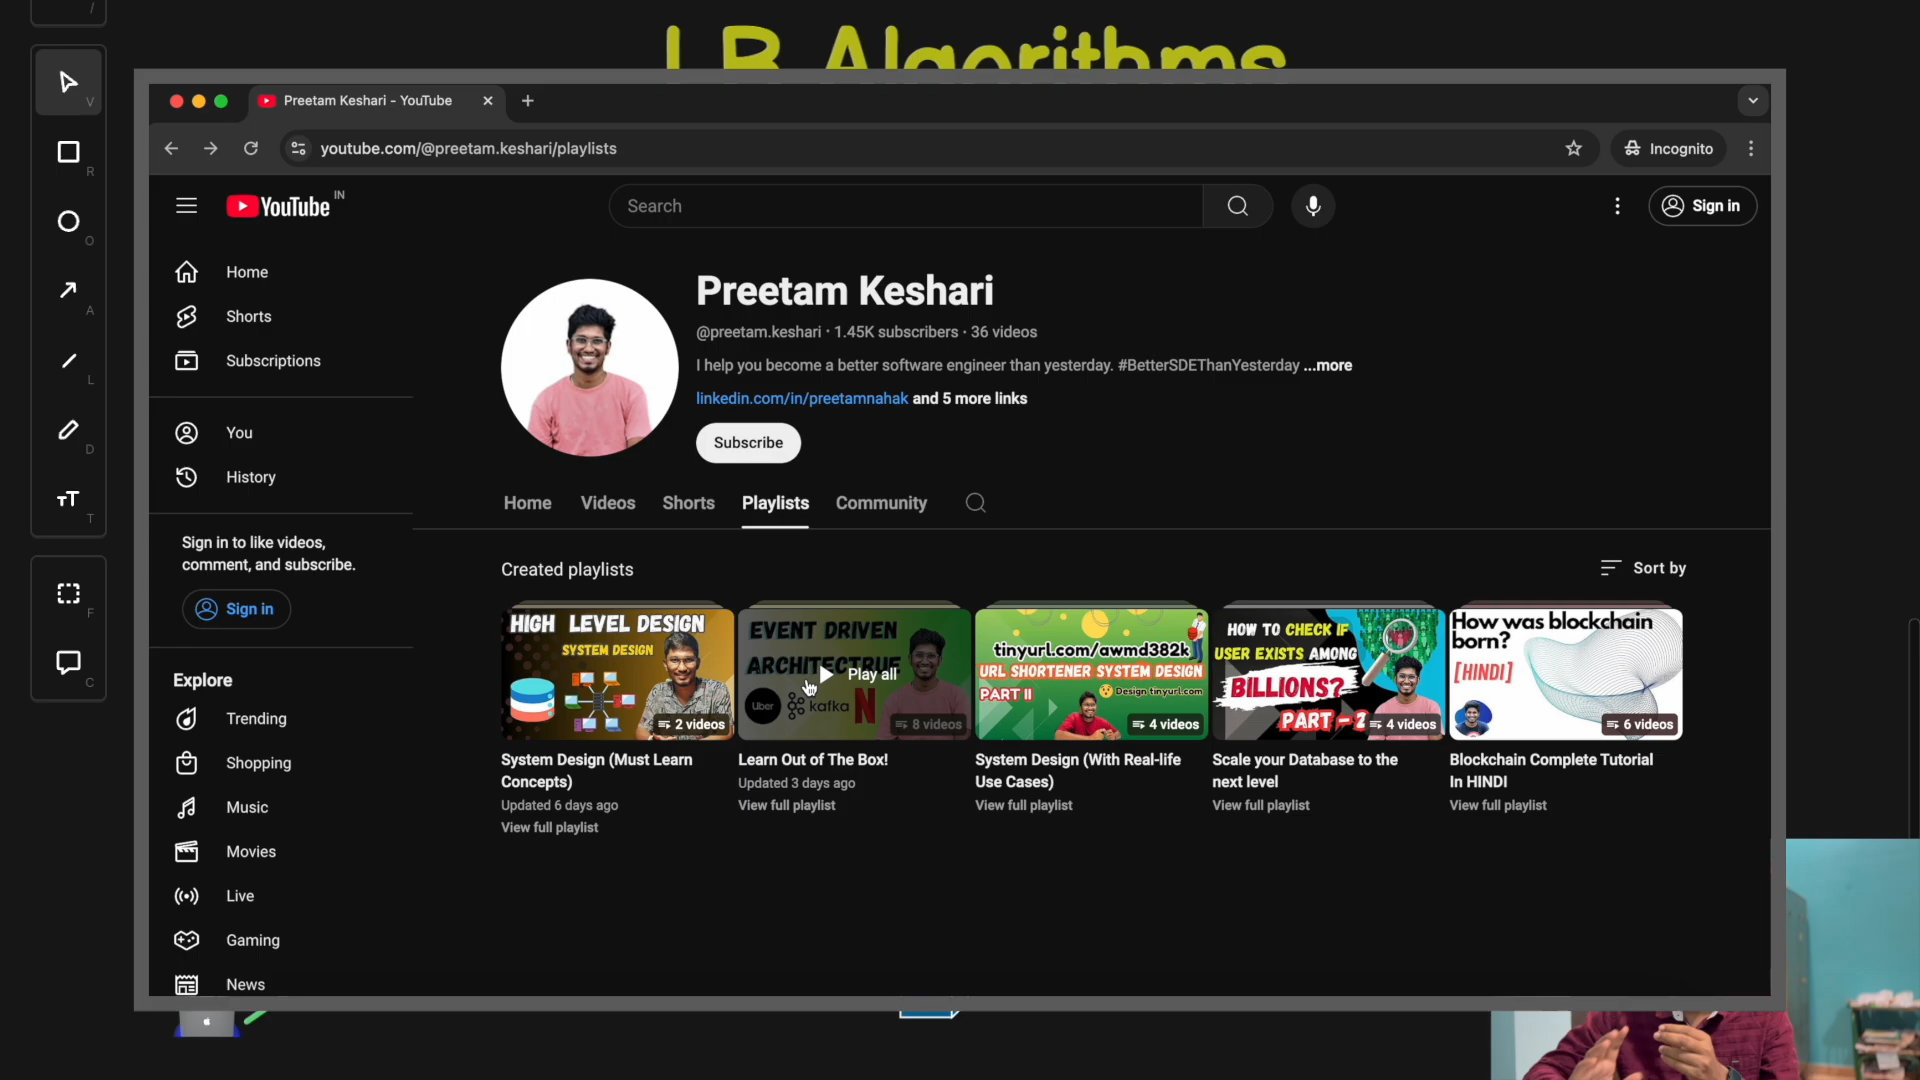 /
LB Algorithms
V
R
O
A
L
D
T
F
C
Preetam Keshari - YouTube
youtube.com/@preetam.keshari/playlists
Incognito
YouTube IN
Search
Sign in
Home
Shorts
Subscriptions
You
History
Sign in to like videos,
comment, and subscribe.
Sign in
Explore
Trending
Shopping
Music
Movies
Live
Gaming
News
Preetam Keshari
@preetam.keshari · 1.45K subscribers · 36 videos
I help you become a better software engineer than yesterday. #BetterSDEThanYesterday ...more
linkedin.com/in/preetamnahak and 5 more links
Subscribe
Home Videos Shorts Playlists Community
Created playlists
Sort by
HIGH LEVEL DESIGN
SYSTEM DESIGN
2 videos
System Design (Must Learn
Concepts)
Updated 6 days ago
View full playlist
EVENT DRIVEN
ARCHITECTRUE
Play all
Uber
kafka
N
8 videos
Learn Out of The Box!
Updated 3 days ago
View full playlist
tinyurl.com/awmd382k
URL SHORTENER SYSTEM DESIGN
PART II
Design tinyurl.com
4 videos
System Design (With Real-life
Use Cases)
View full playlist
HOW TO CHECK IF
USER EXISTS AMONG
BILLIONS?
PART - 2
4 videos
Scale your Database to the
next level
View full playlist
How was blockchain
born?
[HINDI]
6 videos
Blockchain Complete Tutorial
In HINDI
View full playlist